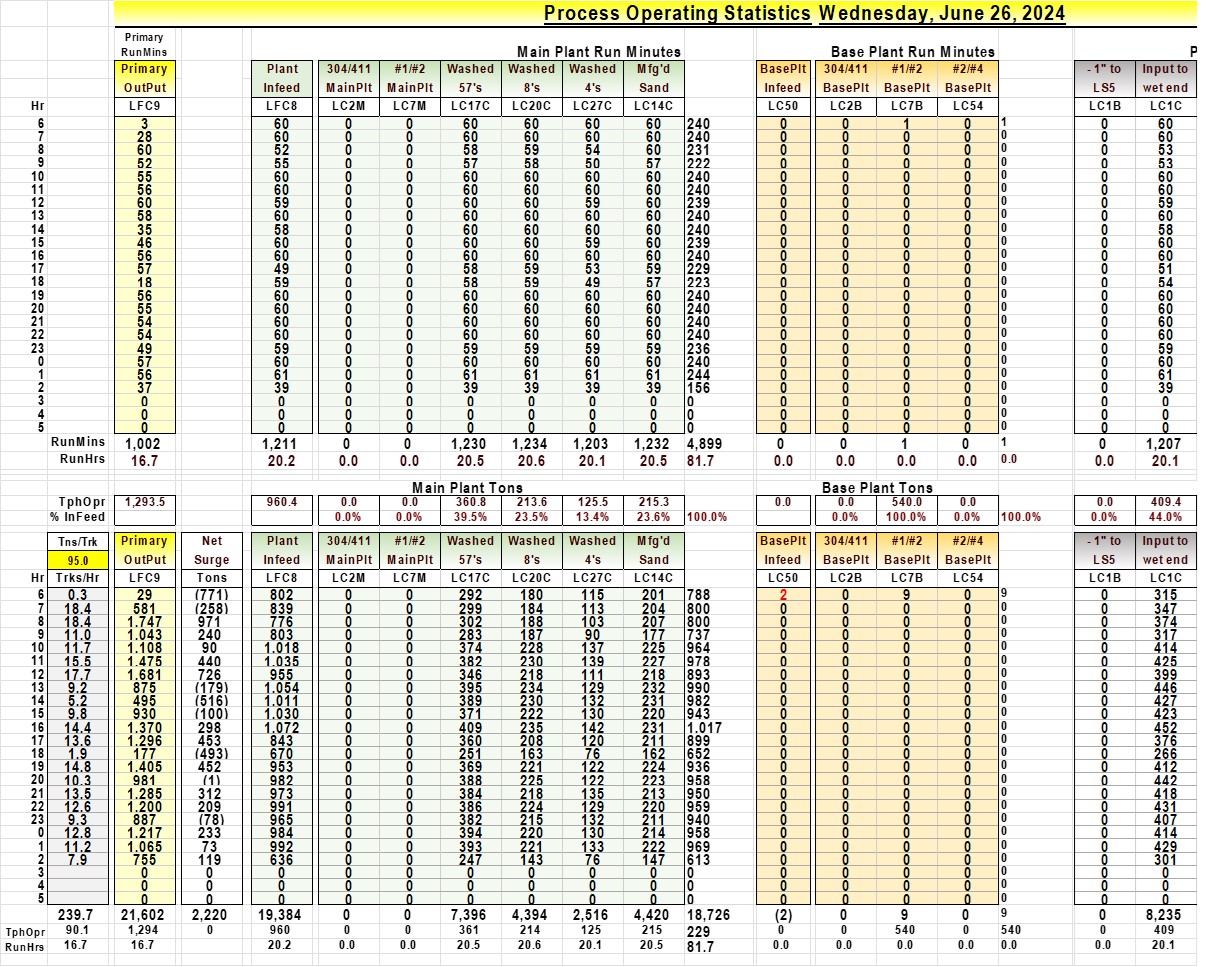 Process Operating Statistics Wednesday, June 26, 2024
Primary
RunMins Main Plant Run Minutes Base Plant Run Minutes P
Primary Plant 304/411 #1/#2 Washed Washed Washed Mfg'd BasePlt 304/411 #1/#2 #2/#4 - 1" to Input to
OutPut Infeed MainPlt MainPlt 57's 8's 4's Sand Infeed BasePlt BasePlt BasePlt LS5 wet end
Hr LFC9 LFC8 LC2M LC7M LC17C LC20C LC27C LC14C LC50 LC2B LC7B LC54 LC1B LC1C
6 3 60 0 0 60 60 60 60 240 0 0 1 0 1 0 60
7 28 60 0 0 60 60 60 60 240 0 0 0 0 0 0 60
8 60 52 0 0 58 59 54 60 231 0 0 0 0 0 0 53
9 52 55 0 0 57 58 50 57 222 0 0 0 0 0 0 53
10 55 60 0 0 60 60 60 60 240 0 0 0 0 0 0 60
11 56 60 0 0 60 60 60 60 240 0 0 0 0 0 0 60
12 60 59 0 0 60 60 59 60 239 0 0 0 0 0 0 59
13 58 60 0 0 60 60 60 60 240 0 0 0 0 0 0 60
14 35 58 0 0 60 60 60 60 240 0 0 0 0 0 0 58
15 46 60 0 0 60 60 59 60 239 0 0 0 0 0 0 60
16 56 60 0 0 60 60 60 60 240 0 0 0 0 0 0 60
17 57 49 0 0 58 59 53 59 229 0 0 0 0 0 0 51
18 18 59 0 0 58 59 49 57 223 0 0 0 0 0 0 54
19 56 60 0 0 60 60 60 60 240 0 0 0 0 0 0 60
20 55 60 0 0 60 60 60 60 240 0 0 0 0 0 0 60
21 54 60 0 0 60 60 60 60 240 0 0 0 0 0 0 60
22 54 60 0 0 60 60 60 60 240 0 0 0 0 0 0 60
23 49 59 0 0 59 59 59 59 236 0 0 0 0 0 0 59
0 57 60 0 0 60 60 60 60 240 0 0 0 0 0 0 60
1 56 61 0 0 61 61 61 61 244 0 0 0 0 0 0 61
2 37 39 0 0 39 39 39 39 156 0 0 0 0 0 0 39
3 0 0 0 0 0 0 0 0 0 0 0 0 0 0 0 0
4 0 0 0 0 0 0 0 0 0 0 0 0 0 0 0 0
5 0 0 0 0 0 0 0 0 0 0 0 0 0 0 0 0
RunMins 1,002 1,211 0 0 1,230 1,234 1,203 1,232 4,899 0 0 1 0 1 0 1,207
RunHrs 16.7 20.2 0.0 0.0 20.5 20.6 20.1 20.5 81.7 0.0 0.0 0.0 0.0 0.0 0.0 20.1
Main Plant Tons Base Plant Tons
TphOpr 1,293.5 960.4 0.0 0.0 360.8 213.6 125.5 215.3 0.0 0.0 540.0 0.0 0.0 409.4
% InFeed 0.0% 0.0% 39.5% 23.5% 13.4% 23.6% 100.0% 0.0% 100.0% 0.0% 100.0% 0.0% 44.0%
Tns/Trk Primary Net Plant 304/411 #1/#2 Washed Washed Washed Mfg'd BasePlt 304/411 #1/#2 #2/#4 - 1" to Input to
95.0 OutPut Surge Infeed MainPlt MainPlt 57's 8's 4's Sand Infeed BasePlt BasePlt BasePlt LS5 wet end
Hr Trks/Hr LFC9 Tons LFC8 LC2M LC7M LC17C LC20C LC27C LC14C LC50 LC2B LC7B LC54 LC1B LC1C
6 0.3 29 (771) 802 0 0 292 180 115 201 788 2 0 9 0 9 0 315
7 18.4 581 (258) 839 0 0 299 184 113 204 800 0 0 0 0 0 0 347
8 18.4 1.747 971 776 0 0 302 188 103 207 800 0 0 0 0 0 0 374
9 11.0 1.043 240 803 0 0 283 187 90 177 737 0 0 0 0 0 0 317
10 11.7 1.108 90 1.018 0 0 374 228 137 225 964 0 0 0 0 0 0 414
11 15.5 1.475 440 1.035 0 0 382 230 139 227 978 0 0 0 0 0 0 425
12 17.7 1.681 726 955 0 0 346 218 111 218 893 0 0 0 0 0 0 399
13 9.2 875 (179) 1.054 0 0 395 234 129 232 990 0 0 0 0 0 0 446
14 5.2 495 (516) 1.011 0 0 389 230 132 231 982 0 0 0 0 0 0 427
15 9.8 930 (100) 1.030 0 0 371 222 130 220 943 0 0 0 0 0 0 423
16 14.4 1.370 298 1.072 0 0 409 235 142 231 1.017 0 0 0 0 0 0 452
17 13.6 1.296 453 843 0 0 360 208 120 211 899 0 0 0 0 0 0 376
18 1.9 177 (493) 670 0 0 251 163 76 162 652 0 0 0 0 0 0 266
19 14.8 1.405 452 953 0 0 369 221 122 224 936 0 0 0 0 0 0 412
20 10.3 981 (1) 982 0 0 388 225 122 223 958 0 0 0 0 0 0 442
21 13.5 1.285 312 973 0 0 384 218 135 213 950 0 0 0 0 0 0 418
22 12.6 1.200 209 991 0 0 386 224 129 220 959 0 0 0 0 0 0 431
23 9.3 887 (78) 965 0 0 382 215 132 211 940 0 0 0 0 0 0 407
0 12.8 1.217 233 984 0 0 394 220 130 214 958 0 0 0 0 0 0 414
1 11.2 1.065 73 992 0 0 393 221 133 222 969 0 0 0 0 0 0 429
2 7.9 755 119 636 0 0 247 143 76 147 613 0 0 0 0 0 0 301
3 0 0 0 0 0 0 0 0 0 0 0 0 0 0 0 0 0
4 0 0 0 0 0 0 0 0 0 0 0 0 0 0 0 0 0
5 0 0 0 0 0 0 0 0 0 0 0 0 0 0 0 0 0
239.7 21,602 2,220 19,384 0 0 7,396 4,394 2,516 4,420 18,726 (2) 0 9 0 9 0 8,235
TphOpr 90.1 1,294 0 960 0 0 361 214 125 215 229 0 0 540 0 540 0 409
RunHrs 16.7 16.7 20.2 0.0 0.0 20.5 20.6 20.1 20.5 81.7 0.0 0.0 0.0 0.0 0.0 0.0 20.1